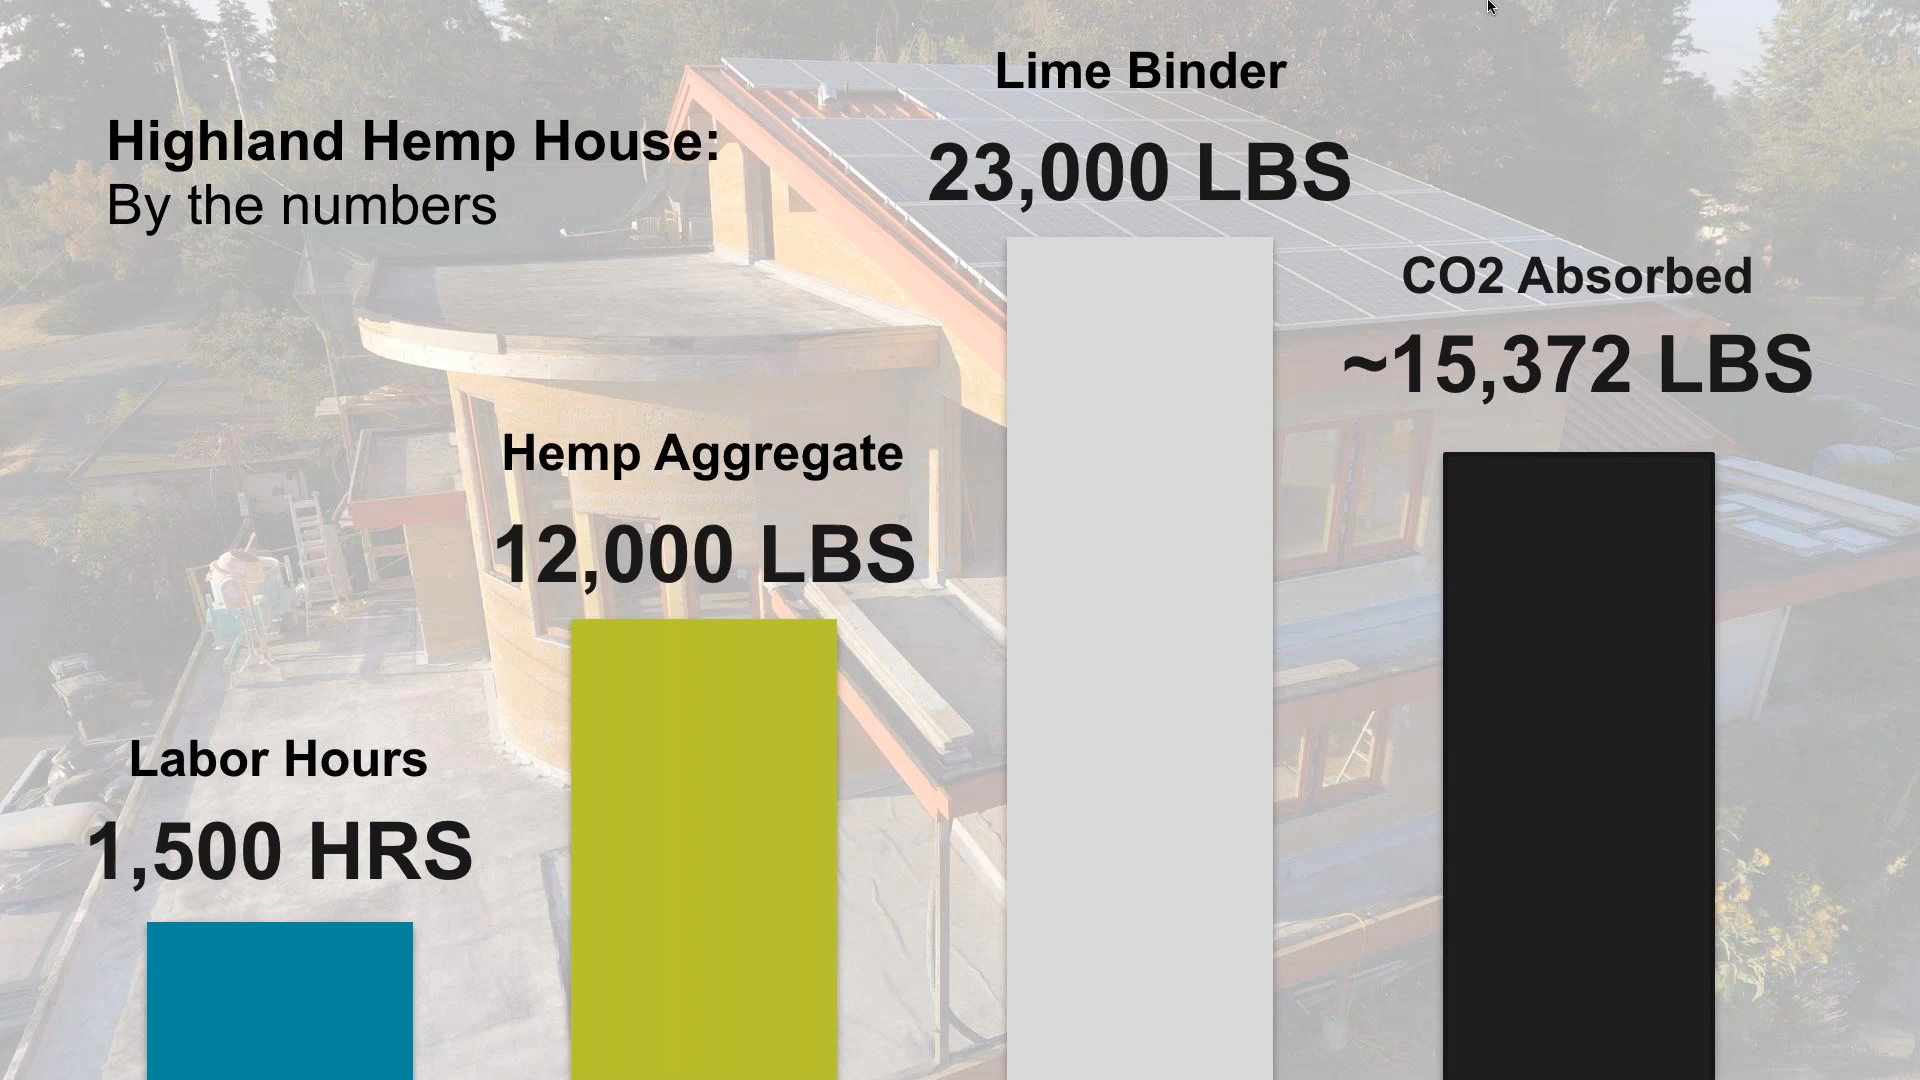 Highland Hemp House:
By the numbers
Labor Hours
1,500 HRS
Hemp Aggregate
12,000 LBS
Lime Binder
23,000 LBS
CO2 Absorbed
~15,372 LBS